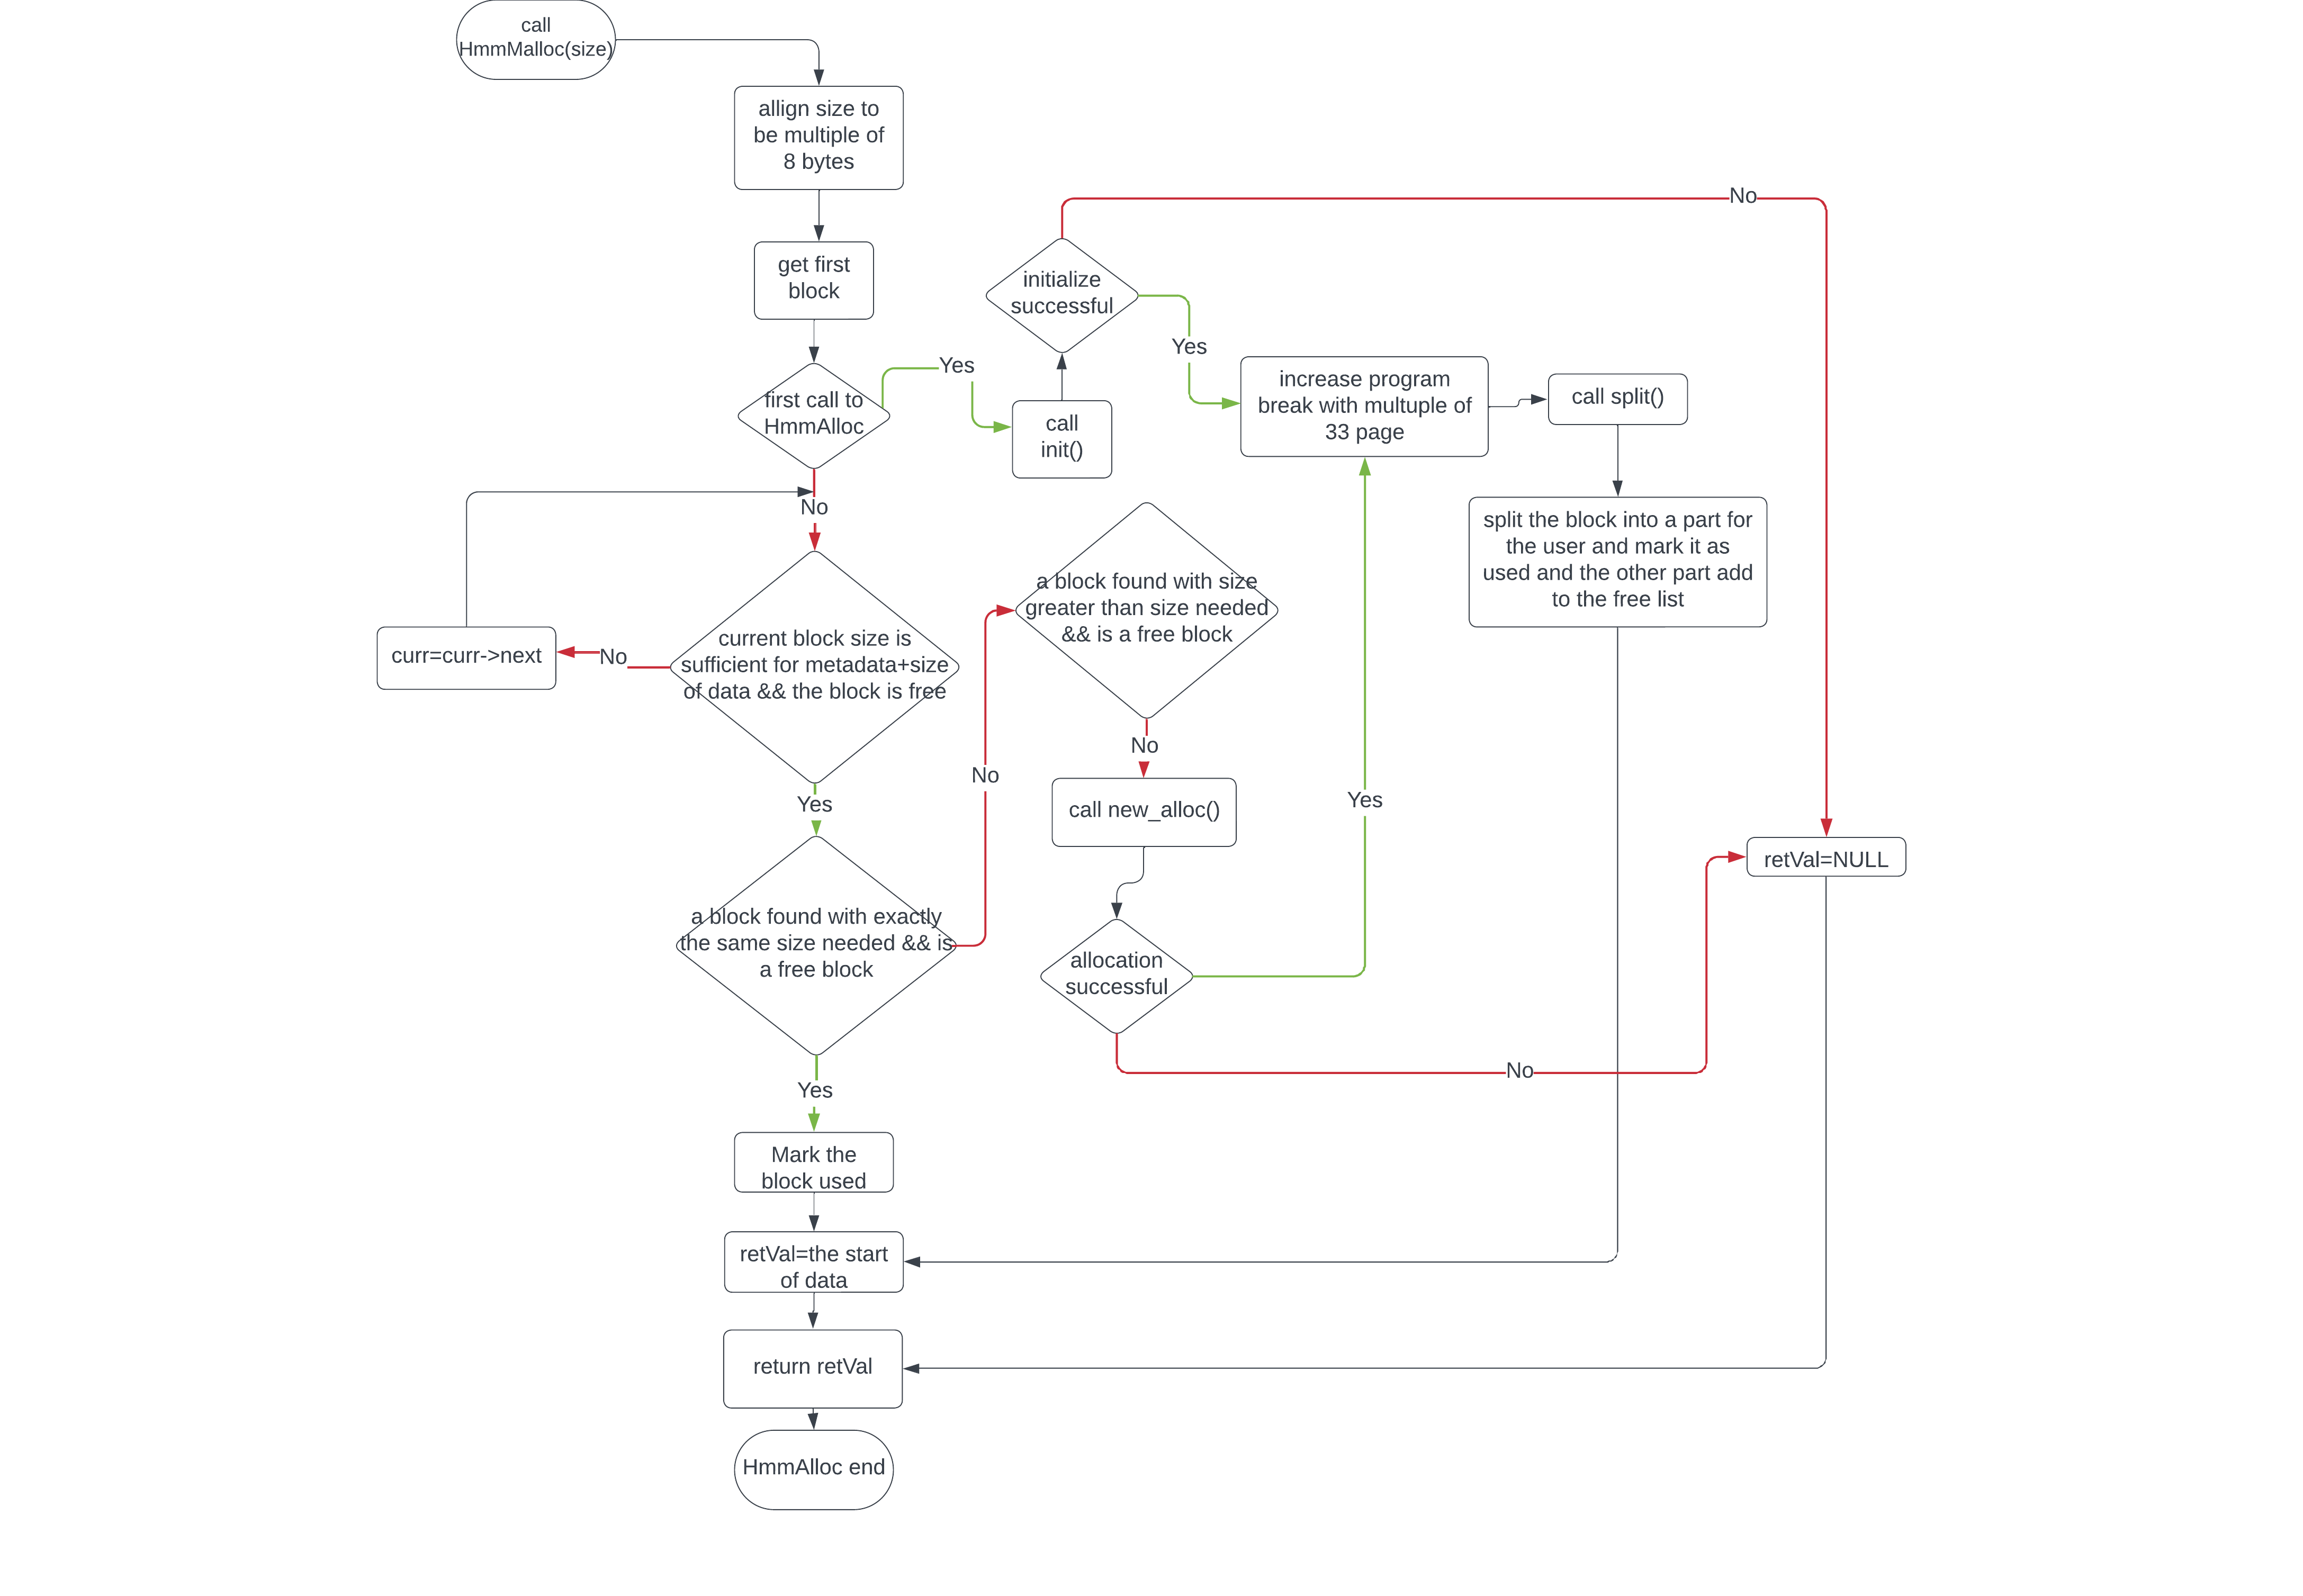 call
HmmMalloc(size)
allign size to
be multiple of
8 bytes
get first
block
first call to
HmmAlloc
Yes
No
call
init()
initialize
successful
No
Yes
increase program
break with multuple of
33 page
call split()
split the block into a part for
the user and mark it as
used and the other part add
to the free list
current block size is
sufficient for metadata+size
of data && the block is free
No
curr=curr->next
Yes
a block found with exactly
the same size needed && is
a free block
No
a block found with size
greater than size needed
&& is a free block
No
call new_alloc()
allocation
successful
Yes
No
retVal=NULL
Yes
Mark the
block used
retVal=the start
of data
return retVal
HmmAlloc end